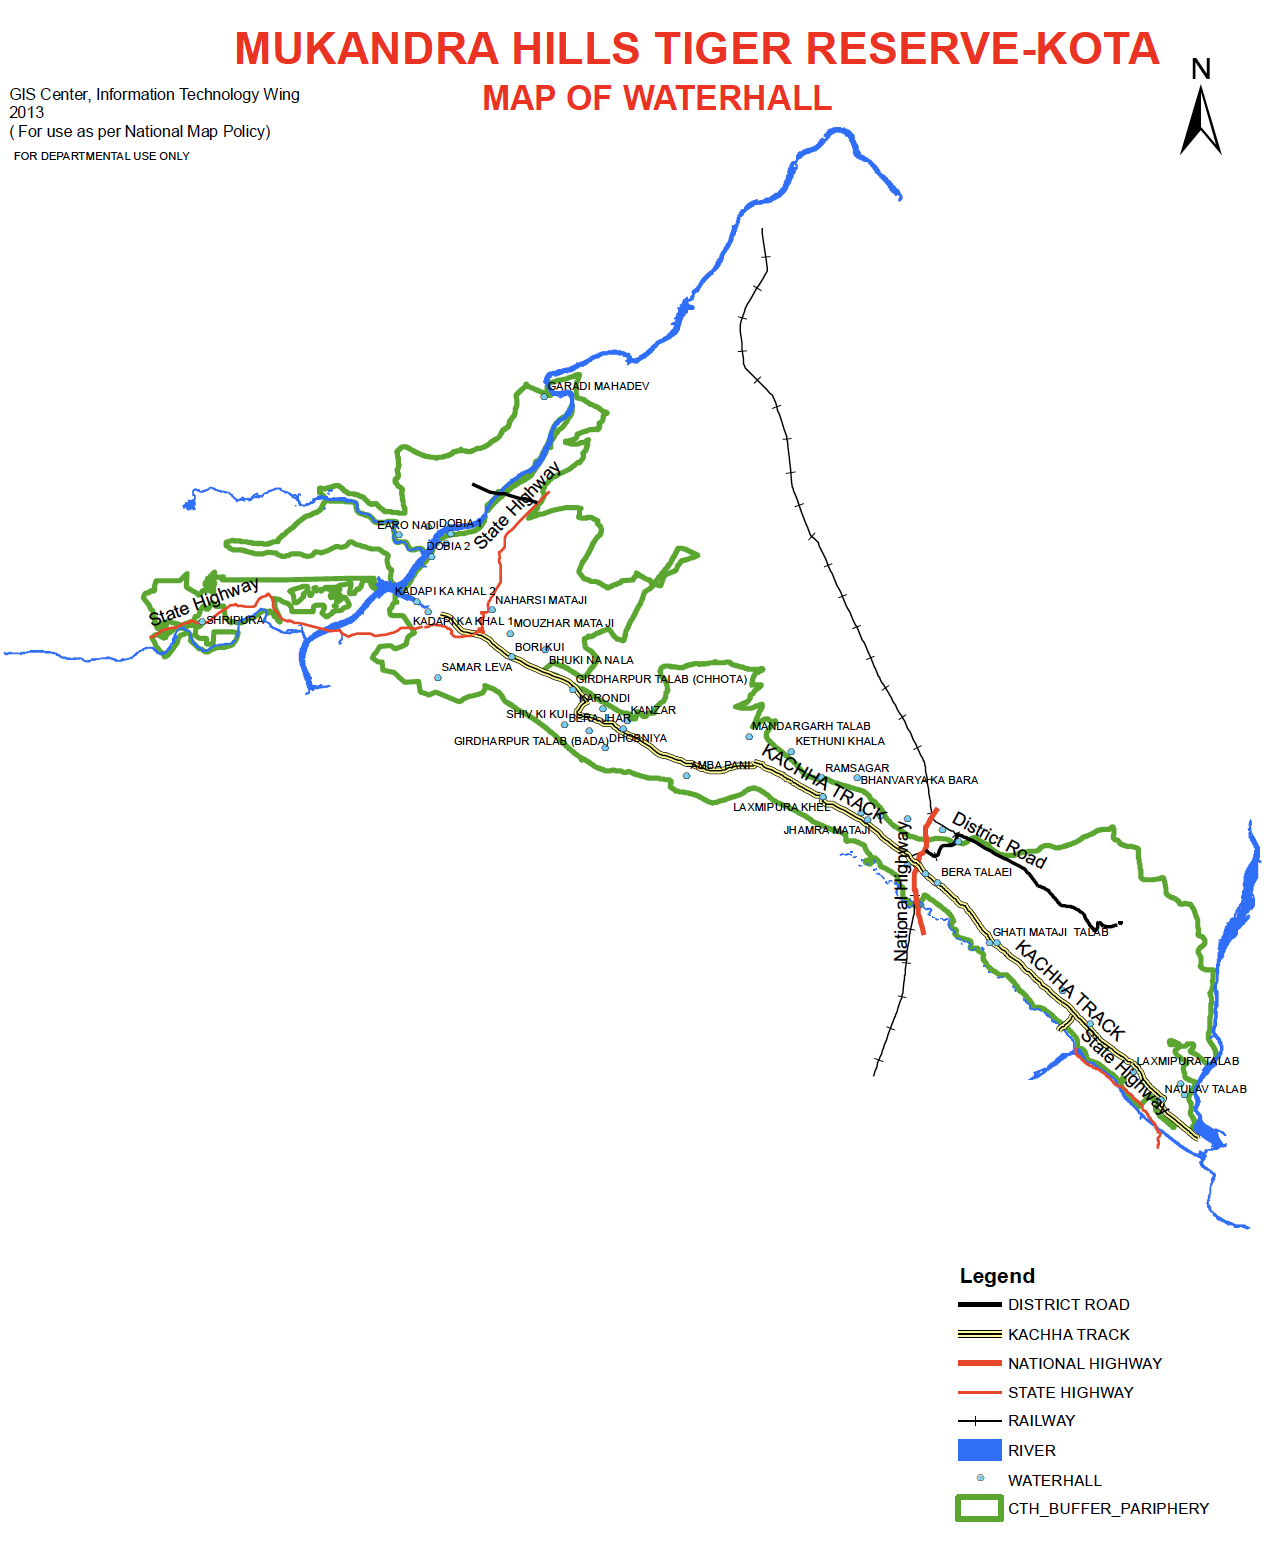 MUKANDRA HILLS TIGER RESERVE-KOTA
MAP OF WATERHALL
GIS Center, Information Technology Wing
2013
( For use as per National Map Policy)
FOR DEPARTMENTAL USE ONLY
N
GARADI MAHADEV
State Highway
EARO NADI
DOBIA 1
DOBIA 2
State Highway
SHRIPURA
KADAPI KA KHAL 2
NAHARSI MATAJI
KADAPI KA KHAL 1
MOUZHAR MATAJI
BORI KUI
BHUKI NA NALA
SAMAR LEVA
GIRDHARPUR TALAB (CHHOTA)
KARONDI
KANZAR
SHIV KI KUI
BERA JHAR
GIRDHARPUR TALAB (BADA)
DHOBNIYA
MANDARGARH TALAB
KETHUNI KHALA
AMBA PANI
KACHHA TRACK
RAMSAGAR
BHANVARYA KA BARA
LAXMIPURA KHEL
JHAMRA MATAJI
National Highway
District Road
BERA TALAEI
GHATI MATAJI TALAB
KACHHA TRACK
State Highway
LAXMIPURA TALAB
NAULAV TALAB
Legend
DISTRICT ROAD
KACHHA TRACK
NATIONAL HIGHWAY
STATE HIGHWAY
RAILWAY
RIVER
WATERHALL
CTH_BUFFER_PARIPHERY